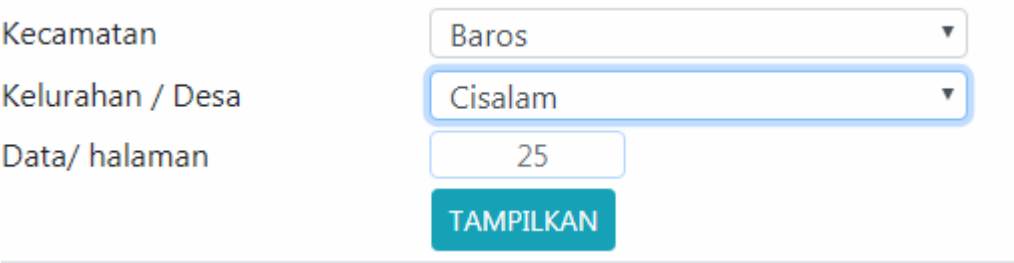 Kecamatan Baros
Kelurahan / Desa Cisalam
Data/ halaman 25
TAMPILKAN